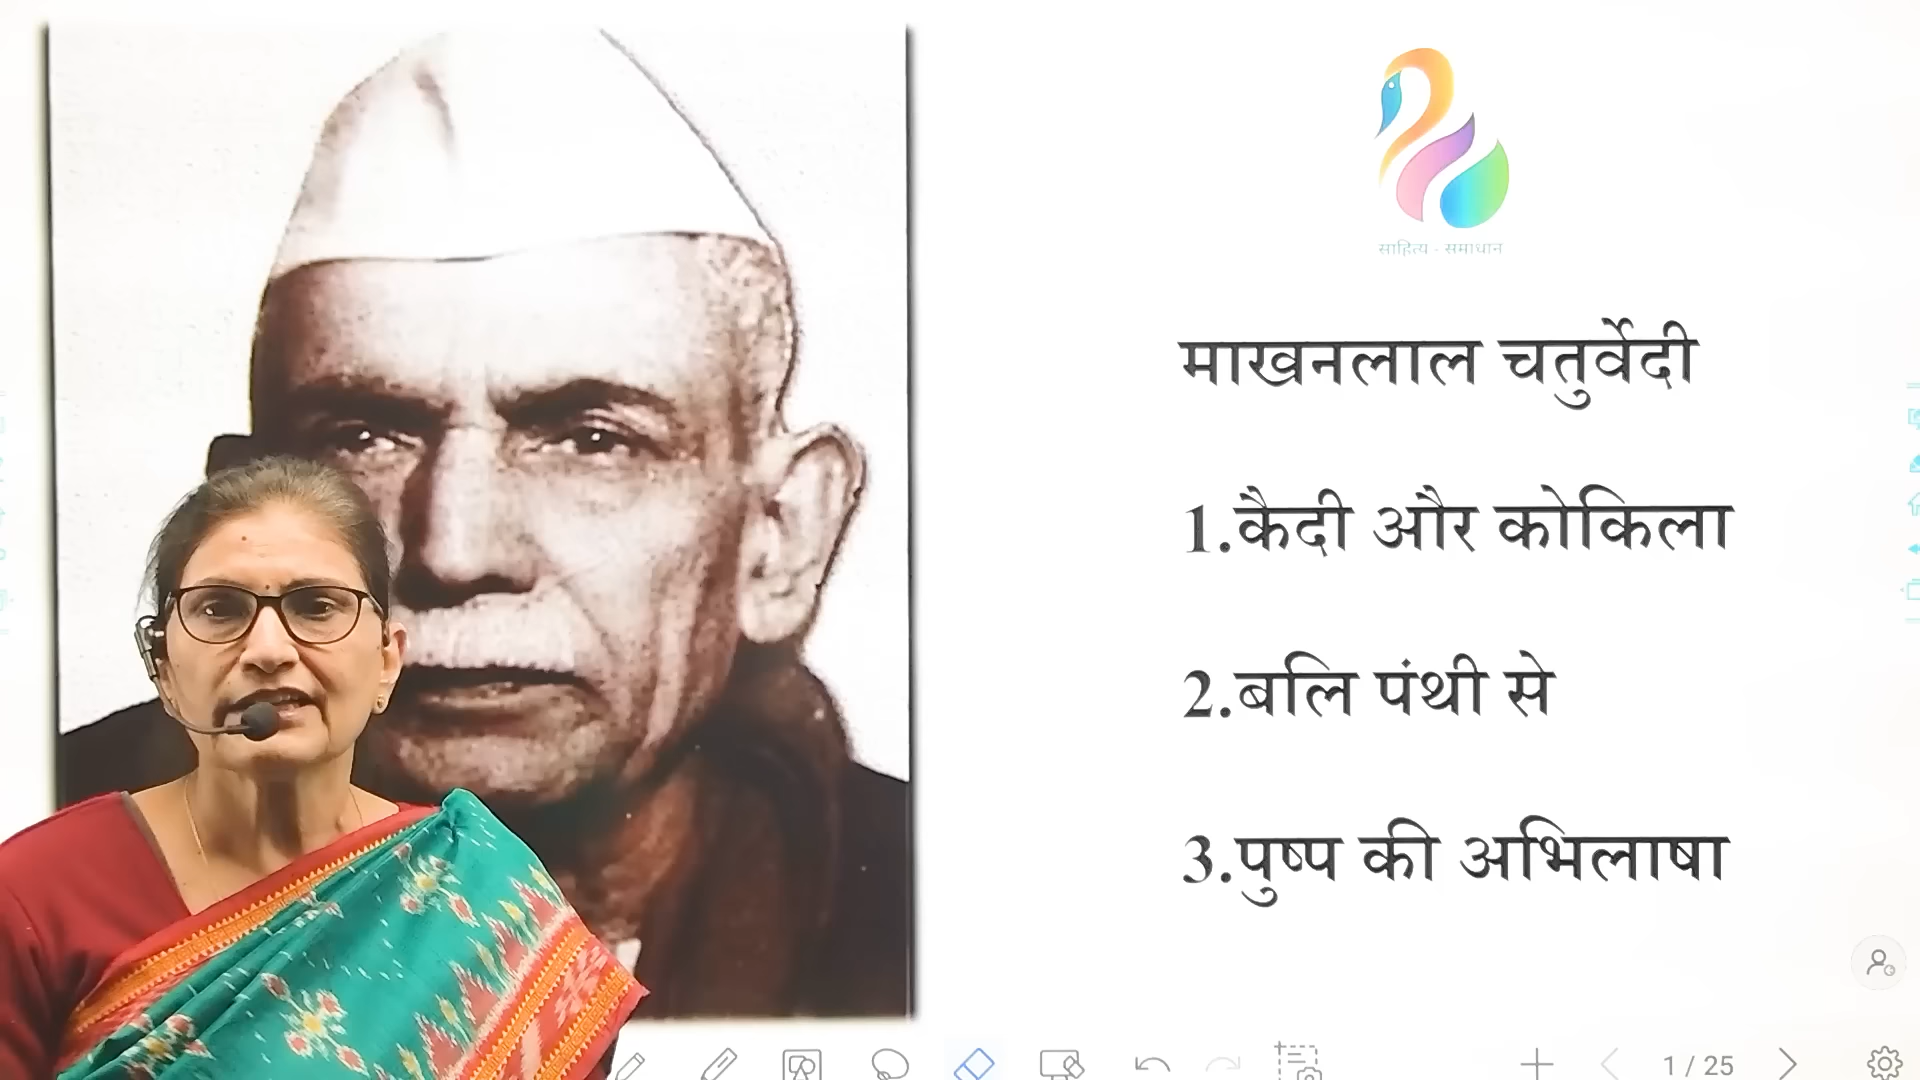 साहित्य - समाधान
माखनलाल चतुर्वेदी
1.कैदी और कोकिला
2.बलि पंथी से
3.पुष्प की अभिलाषा
1 / 25